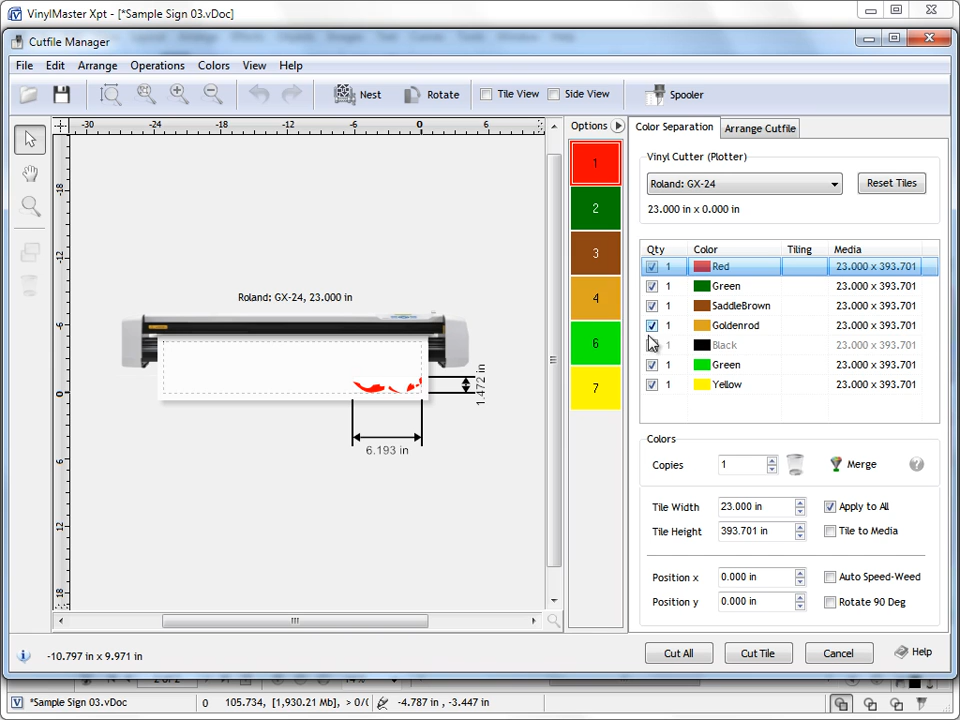 VinylMaster Xpt - [*Sample Sign 03.vDoc]
Cutfile Manager
File Edit Arrange Operations Colors View Help
Nest Rotate Tile View Side View Spooler
-30 -24 -18 -12 -6 0 6
Options
Color Separation Arrange Cutfile
1
2
3
4
6
7
Vinyl Cutter (Plotter)
Roland: GX-24 Reset Tiles
23.000 in x 0.000 in
Qty Color Tiling Media
1 Red 23.000 x 393.701
1 Green 23.000 x 393.701
1 SaddleBrown 23.000 x 393.701
1 Goldenrod 23.000 x 393.701
1 Black 23.000 x 393.701
1 Green 23.000 x 393.701
1 Yellow 23.000 x 393.701
-18
-12
-6
0
6
12
18
Roland: GX-24, 23.000 in
1.472 in
6.193 in
Colors
Copies 1 Merge
Tile Width 23.000 in Apply to All
Tile Height 393.701 in Tile to Media
Position x 0.000 in Auto Speed-Weed
Position y 0.000 in Rotate 90 Deg
-10.797 in x 9.971 in
Cut All Cut Tile Cancel Help
*Sample Sign 03.vDoc 0 105.734, [1,930.21 Mb], > 0/( -4.787 in , -3.447 in